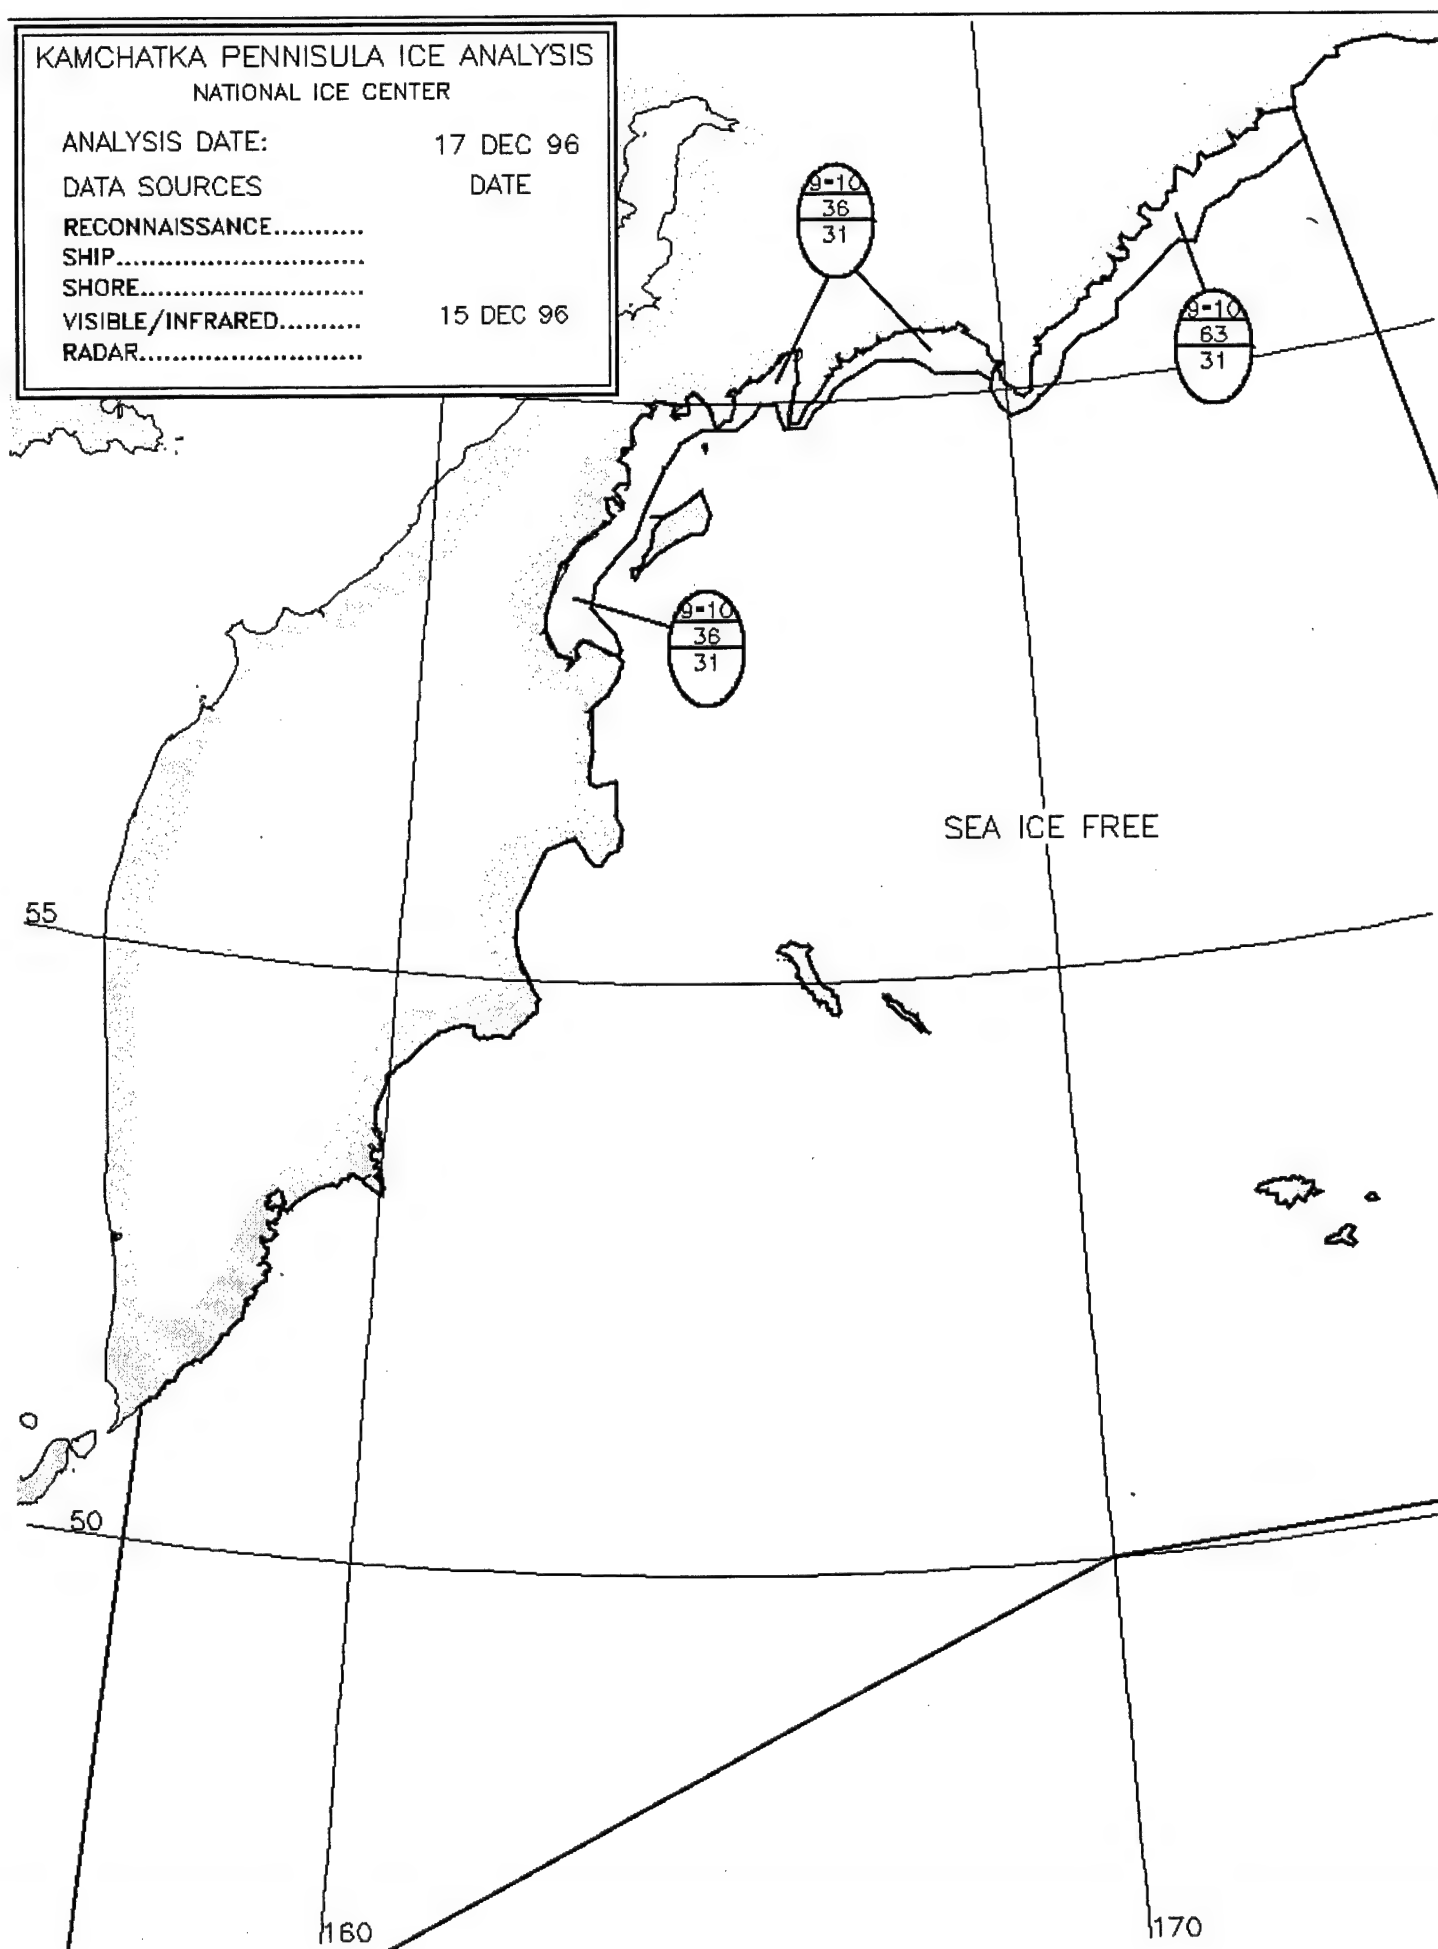 KAMCHATKA PENNISULA ICE ANALYSIS
NATIONAL ICE CENTER
ANALYSIS DATE: 17 DEC 96
DATA SOURCES DATE
RECONNAISSANCE...........
SHIP..............................
SHORE...........................
VISIBLE/INFRARED.......... 15 DEC 96
RADAR...........................
9-10
36
31
9-10
63
31
9-10
36
31
SEA ICE FREE
55
50
160
170